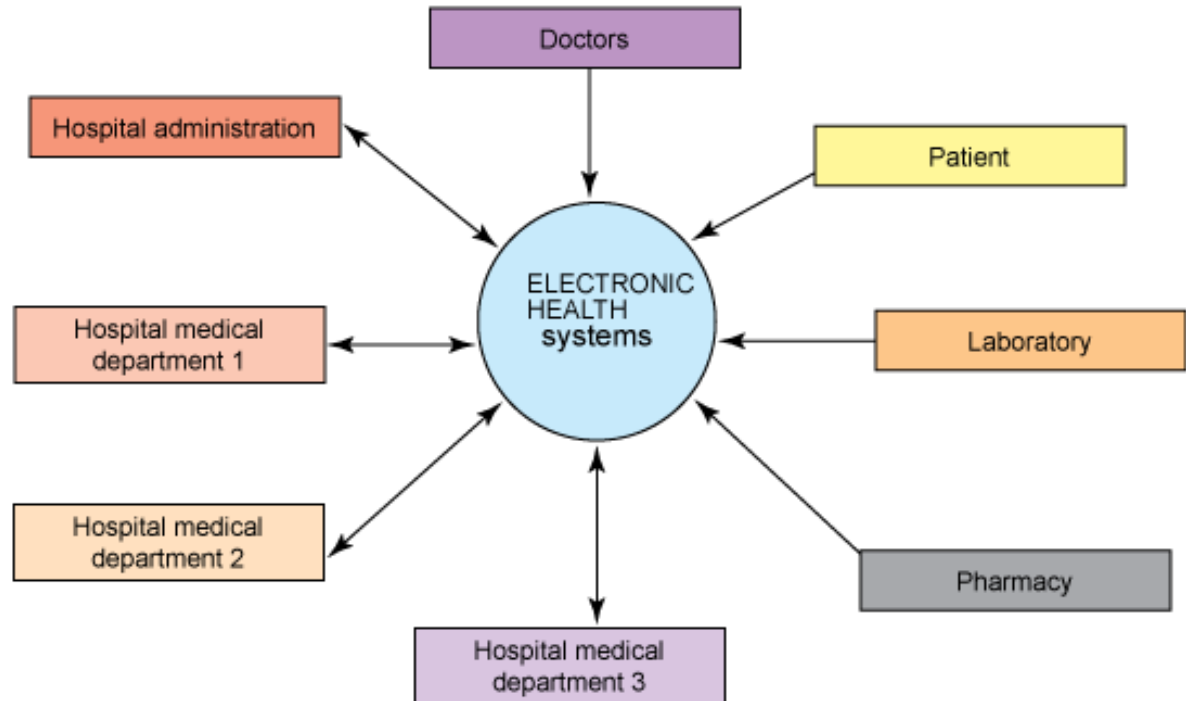 Doctors
Hospital administration
Patient
ELECTRONIC
HEALTH
systems
Hospital medical
department 1
Laboratory
Hospital medical
department 2
Pharmacy
Hospital medical
department 3